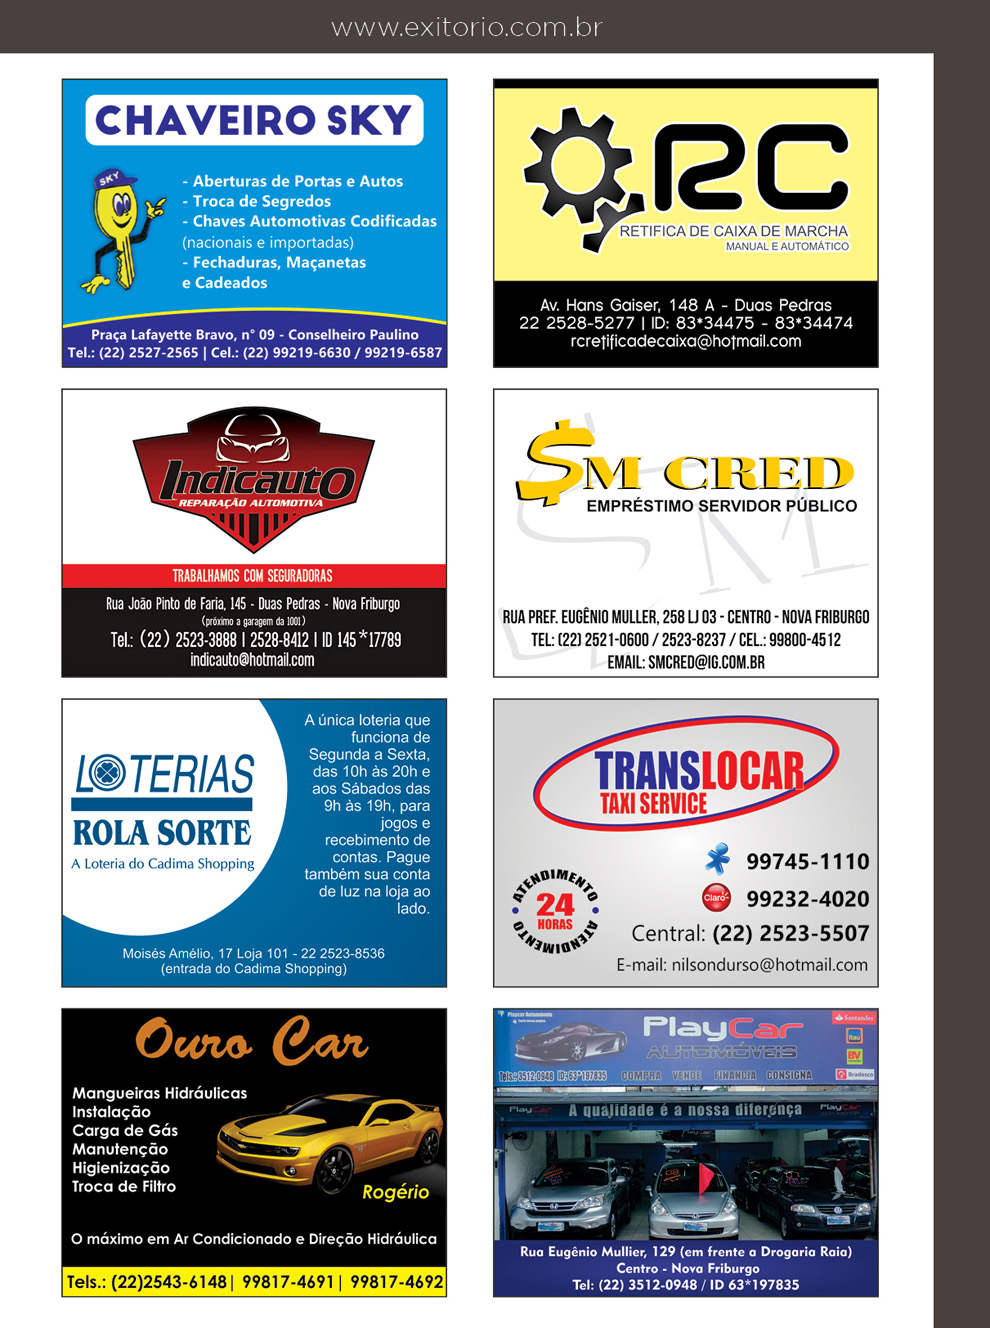 www.exitorio.com.br
CHAVEIRO SKY
SKY
- Aberturas de Portas e Autos
- Troca de Segredos
- Chaves Automotivas Codificadas
(nacionais e importadas)
- Fechaduras, Maçanetas
e Cadeados
Praça Lafayette Bravo, n° 09 - Conselheiro Paulino
Tel.: (22) 2527-2565 | Cel.: (22) 99219-6630 / 99219-6587
RC
RETIFICA DE CAIXA DE MARCHA
MANUAL E AUTOMÁTICO
Av. Hans Gaiser, 148 A - Duas Pedras
22 2528-5277 | ID: 83*34475 - 83*34474
rcretificadecaixa@hotmail.com
Indicauto
REPARAÇÃO AUTOMOTIVA
TRABALHAMOS COM SEGURADORAS
Rua João Pinto de Faria, 145 - Duas Pedras - Nova Friburgo
(próximo a garagem da 1001)
Tel.: (22) 2523-3888 | 2528-8412 | ID 145*17789
indicauto@hotmail.com
$M CRED
EMPRÉSTIMO SERVIDOR PÚBLICO
SM
RUA PREF. EUGÊNIO MULLER, 258 LJ 03 - CENTRO - NOVA FRIBURGO
TEL: (22) 2521-0600 / 2523-8237 / CEL.: 99800-4512
EMAIL: SMCRED@IG.COM.BR
LOTERIAS
ROLA SORTE
A Loteria do Cadima Shopping
A única loteria que
funciona de
Segunda a Sexta,
das 10h às 20h e
aos Sábados das
9h às 19h, para
jogos e
recebimento de
contas. Pague
também sua conta
de luz na loja ao
lado.
Moisés Amélio, 17 Loja 101 - 22 2523-8536
(entrada do Cadima Shopping)
TRANSLOCAR
TAXI SERVICE
ATENDIMENTO
24
HORAS
ATENDIMENTO
99745-1110
Claro
99232-4020
Central: (22) 2523-5507
E-mail: nilsondurso@hotmail.com
Ouro Car
Mangueiras Hidráulicas
Instalação
Carga de Gás
Manutenção
Higienização
Troca de Filtro
Rogério
O máximo em Ar Condicionado e Direção Hidráulica
Tels.: (22)2543-6148| 99817-4691| 99817-4692
Playcar Automóveis
PlayCar
AUTOMÓVEIS
Santander
Itaú
BV
Bradesco
Tels.: 3512-0948 ID: 63*197835
COMPRA VENDE FINANCIA CONSIGNA
PlayCar
A qualidade é a nossa diferença
PlayCar
Rua Eugênio Mullier, 129 (em frente a Drogaria Raia)
Centro - Nova Friburgo
Tel: (22) 3512-0948 / ID 63*197835